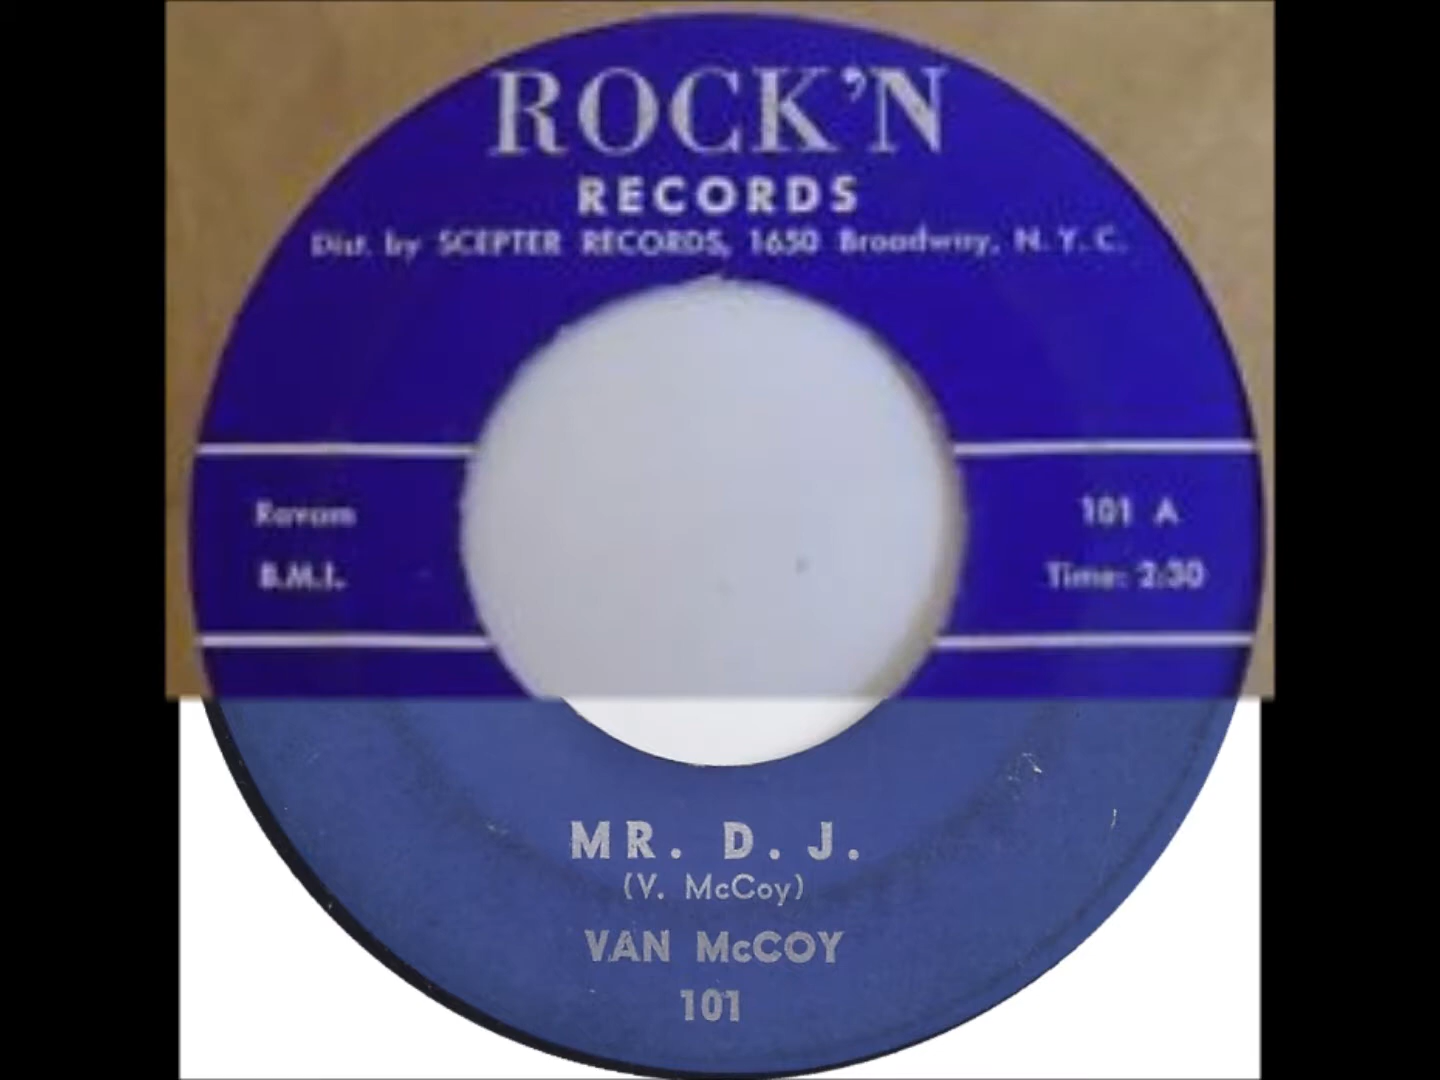 ROCK'N
RECORDS
Dist. by SCEPTER RECORDS, 1650 Broadway, N.Y.C.
Ravam
B.M.I.
101 A
Time: 2:30
MR. D. J.
(V. McCoy)
VAN McCOY
101